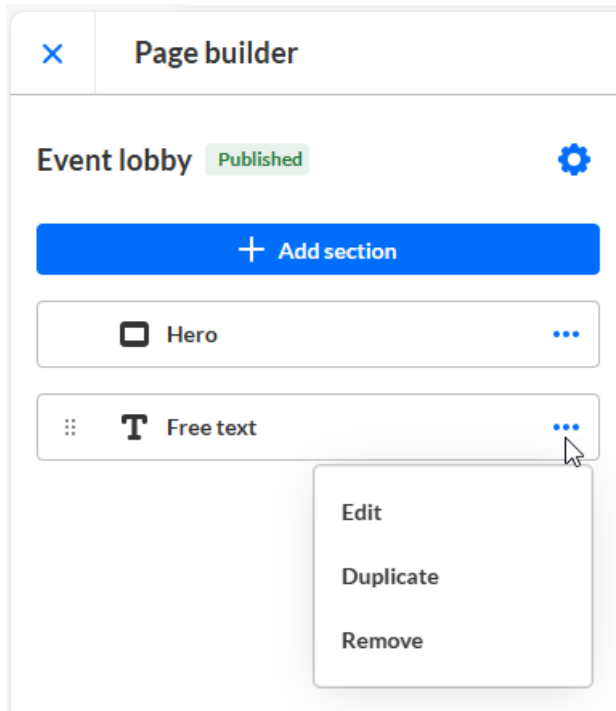 Page builder
Event lobby Published
Add section
Hero
Free text
Edit
Duplicate
Remove